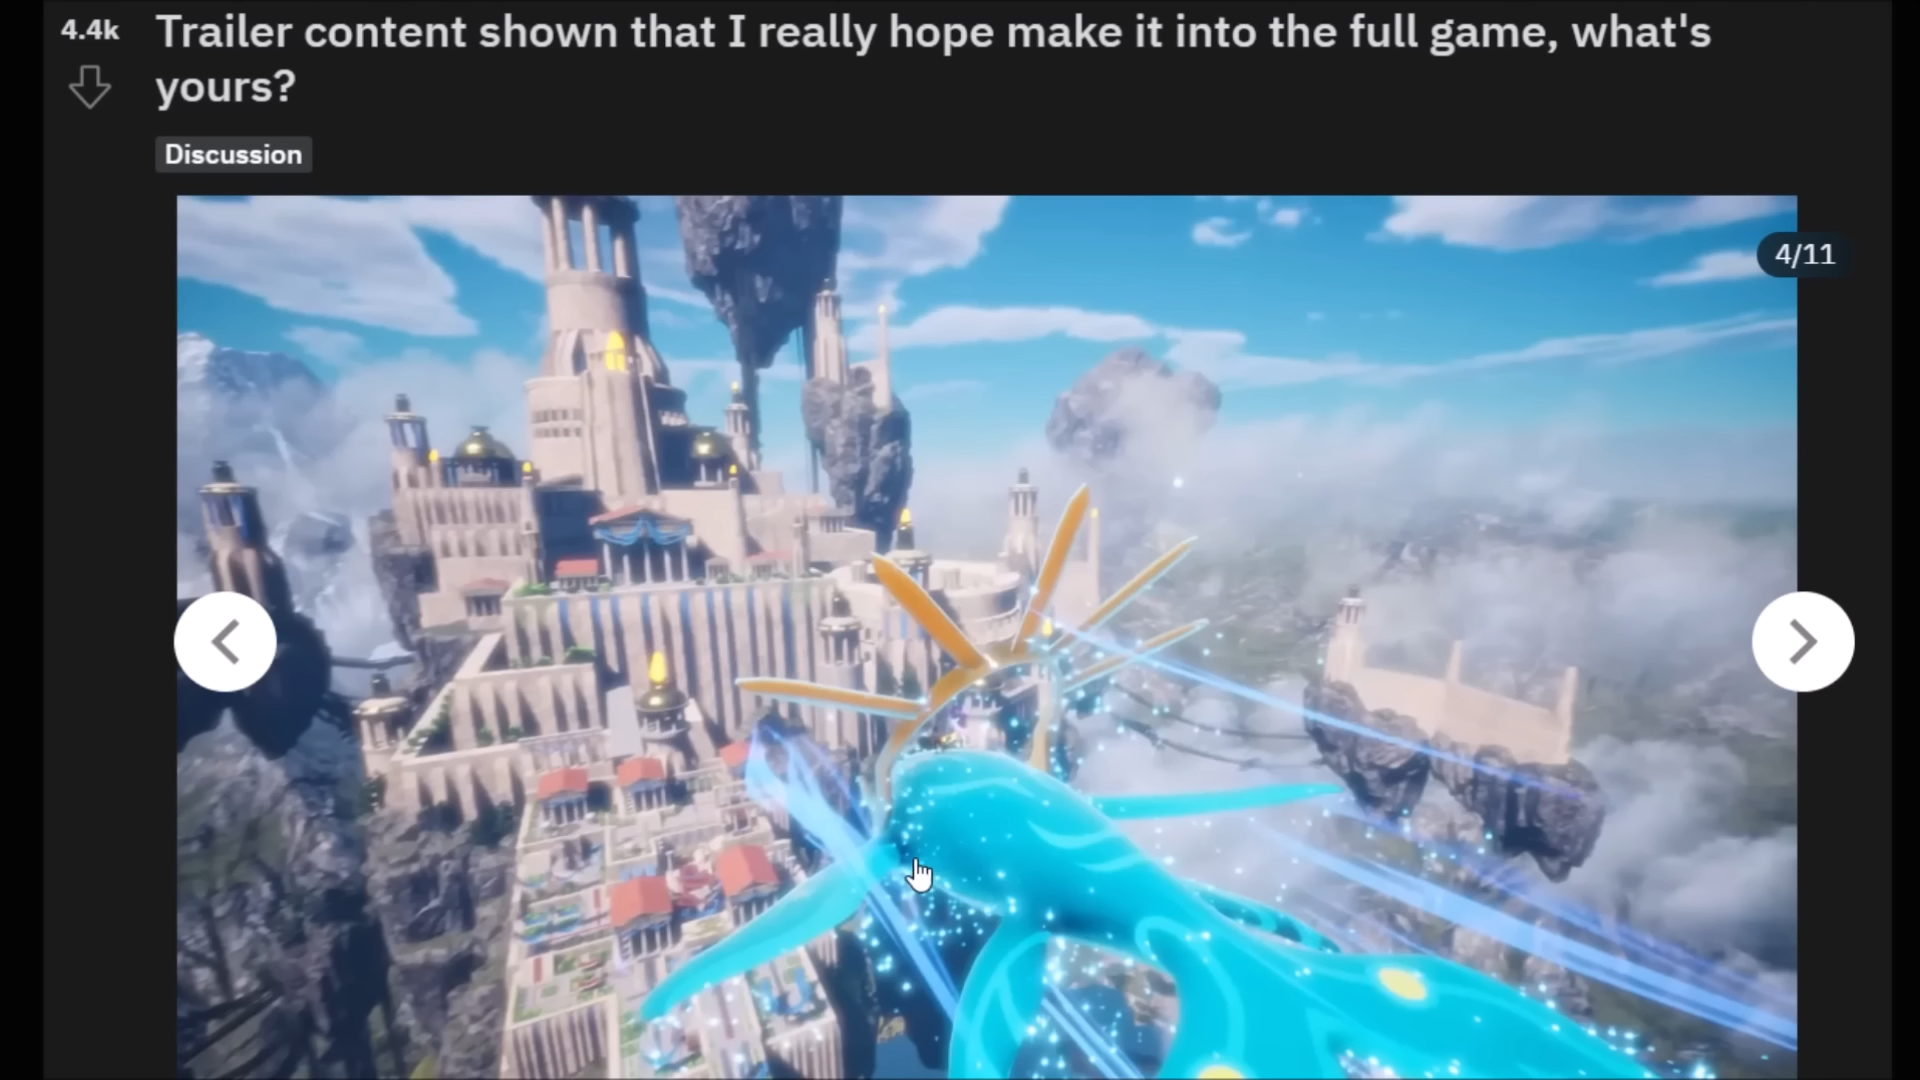 4.4k
Trailer content shown that I really hope make it into the full game, what's
yours?
Discussion
4/11